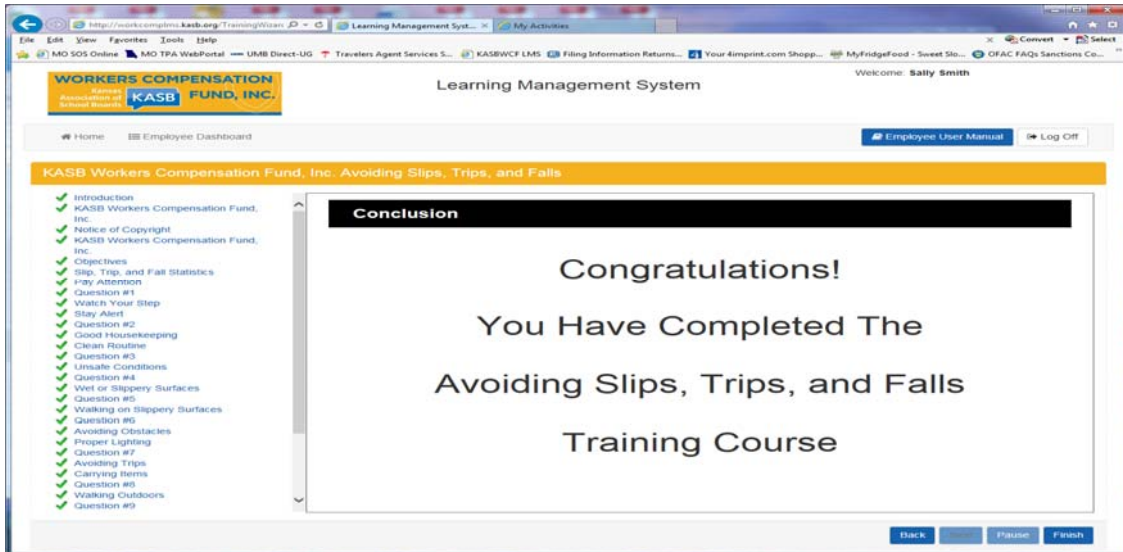 http://workcomplms.kasb.org/TrainingWizar
Learning Management Syst...
My Activities
File Edit View Favorites Tools Help
Convert
Select
MO SOS Online
MO TPA WebPortal
UMB Direct-UG
Travelers Agent Services S...
KASBWCF LMS
Filing Information Returns...
Your 4imprint.com Shopp...
MyFridgeFood - Sweet Slo...
OFAC FAQs Sanctions Co...
WORKERS COMPENSATION
Kansas
Association of
School Boards
KASB
FUND, INC.
Learning Management System
Welcome: Sally Smith
Home
Employee Dashboard
Employee User Manual
Log Off
KASB Workers Compensation Fund, Inc. Avoiding Slips, Trips, and Falls
Introduction
KASB Workers Compensation Fund,
Inc.
Notice of Copyright
KASB Workers Compensation Fund,
Inc.
Objectives
Slip, Trip, and Fall Statistics
Pay Attention
Question #1
Watch Your Step
Stay Alert
Question #2
Good Housekeeping
Clean Routine
Question #3
Unsafe Conditions
Question #4
Wet or Slippery Surfaces
Question #5
Walking on Slippery Surfaces
Question #6
Avoiding Obstacles
Proper Lighting
Question #7
Avoiding Trips
Carrying Items
Question #8
Walking Outdoors
Question #9
Conclusion
Congratulations!
You Have Completed The
Avoiding Slips, Trips, and Falls
Training Course
Back
Pause
Finish